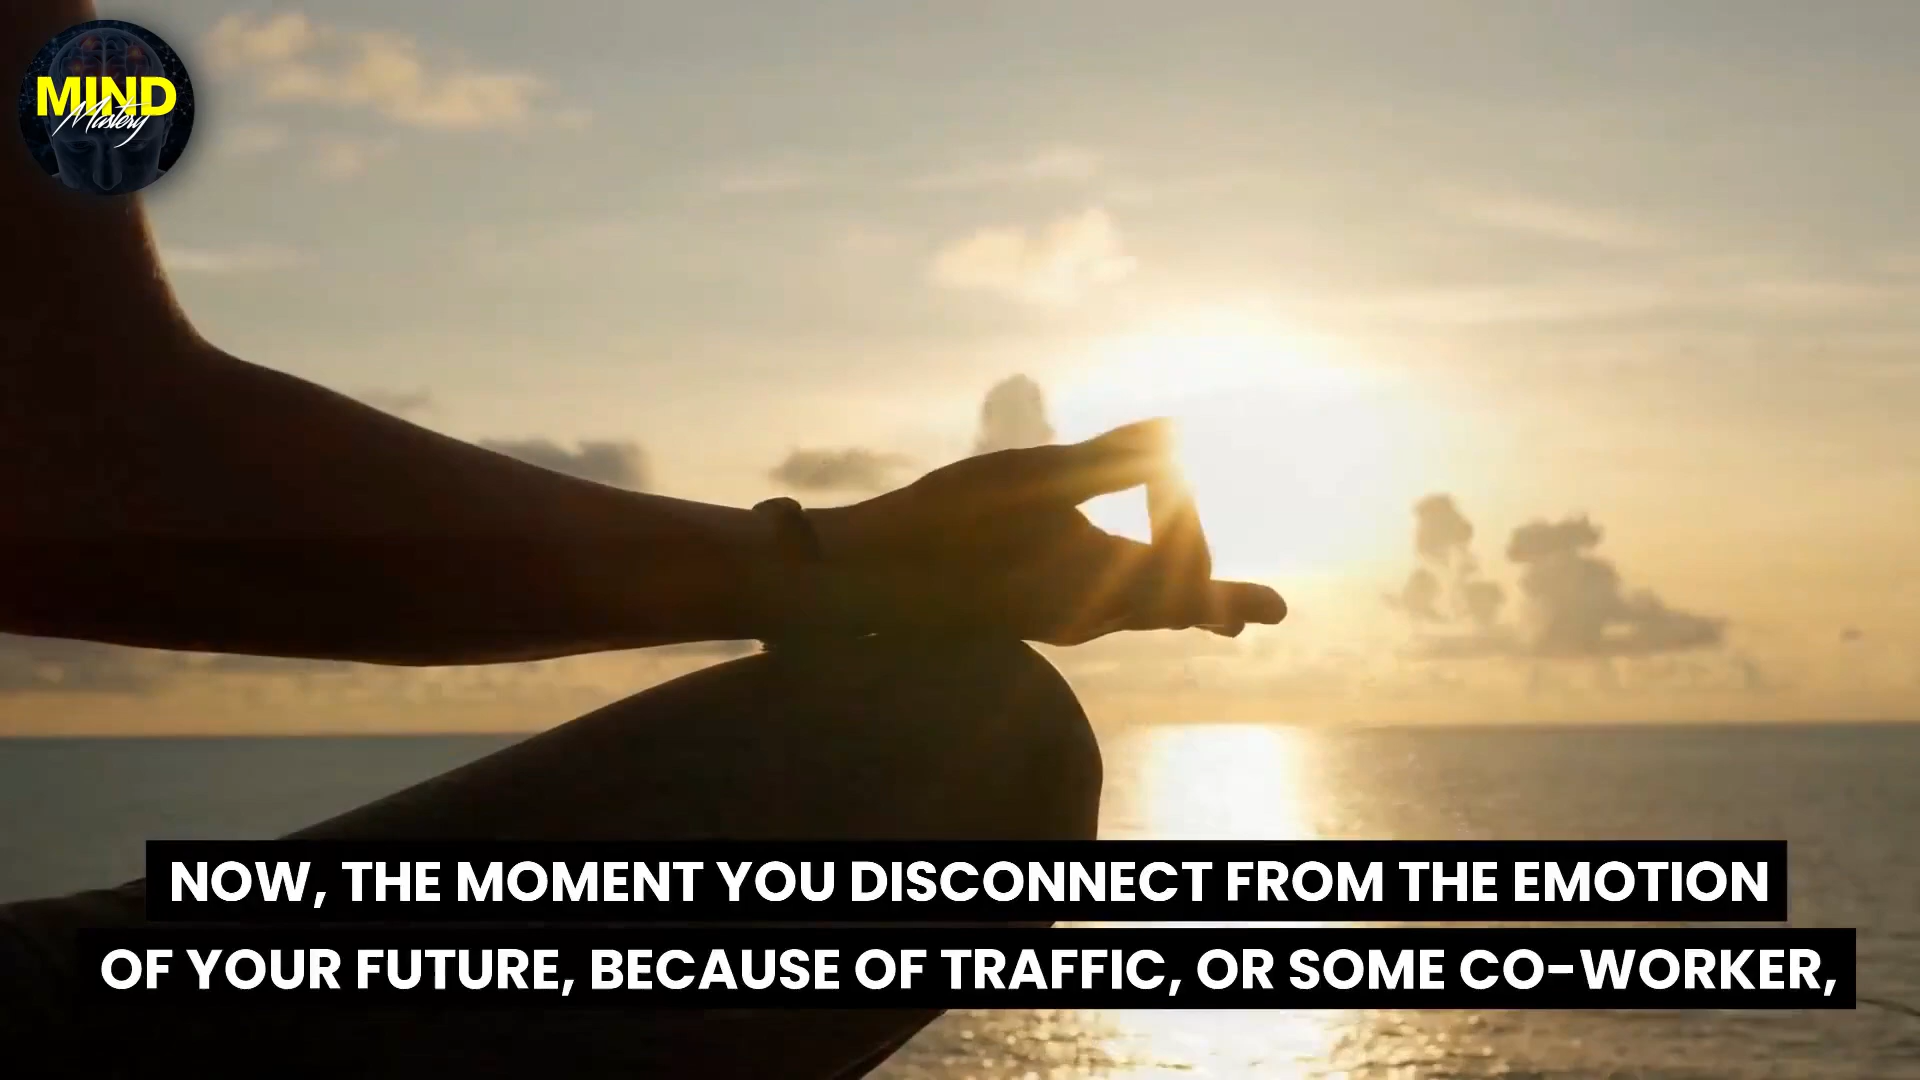 MIND
Mastery
NOW, THE MOMENT YOU DISCONNECT FROM THE EMOTION
OF YOUR FUTURE, BECAUSE OF TRAFFIC, OR SOME CO-WORKER,